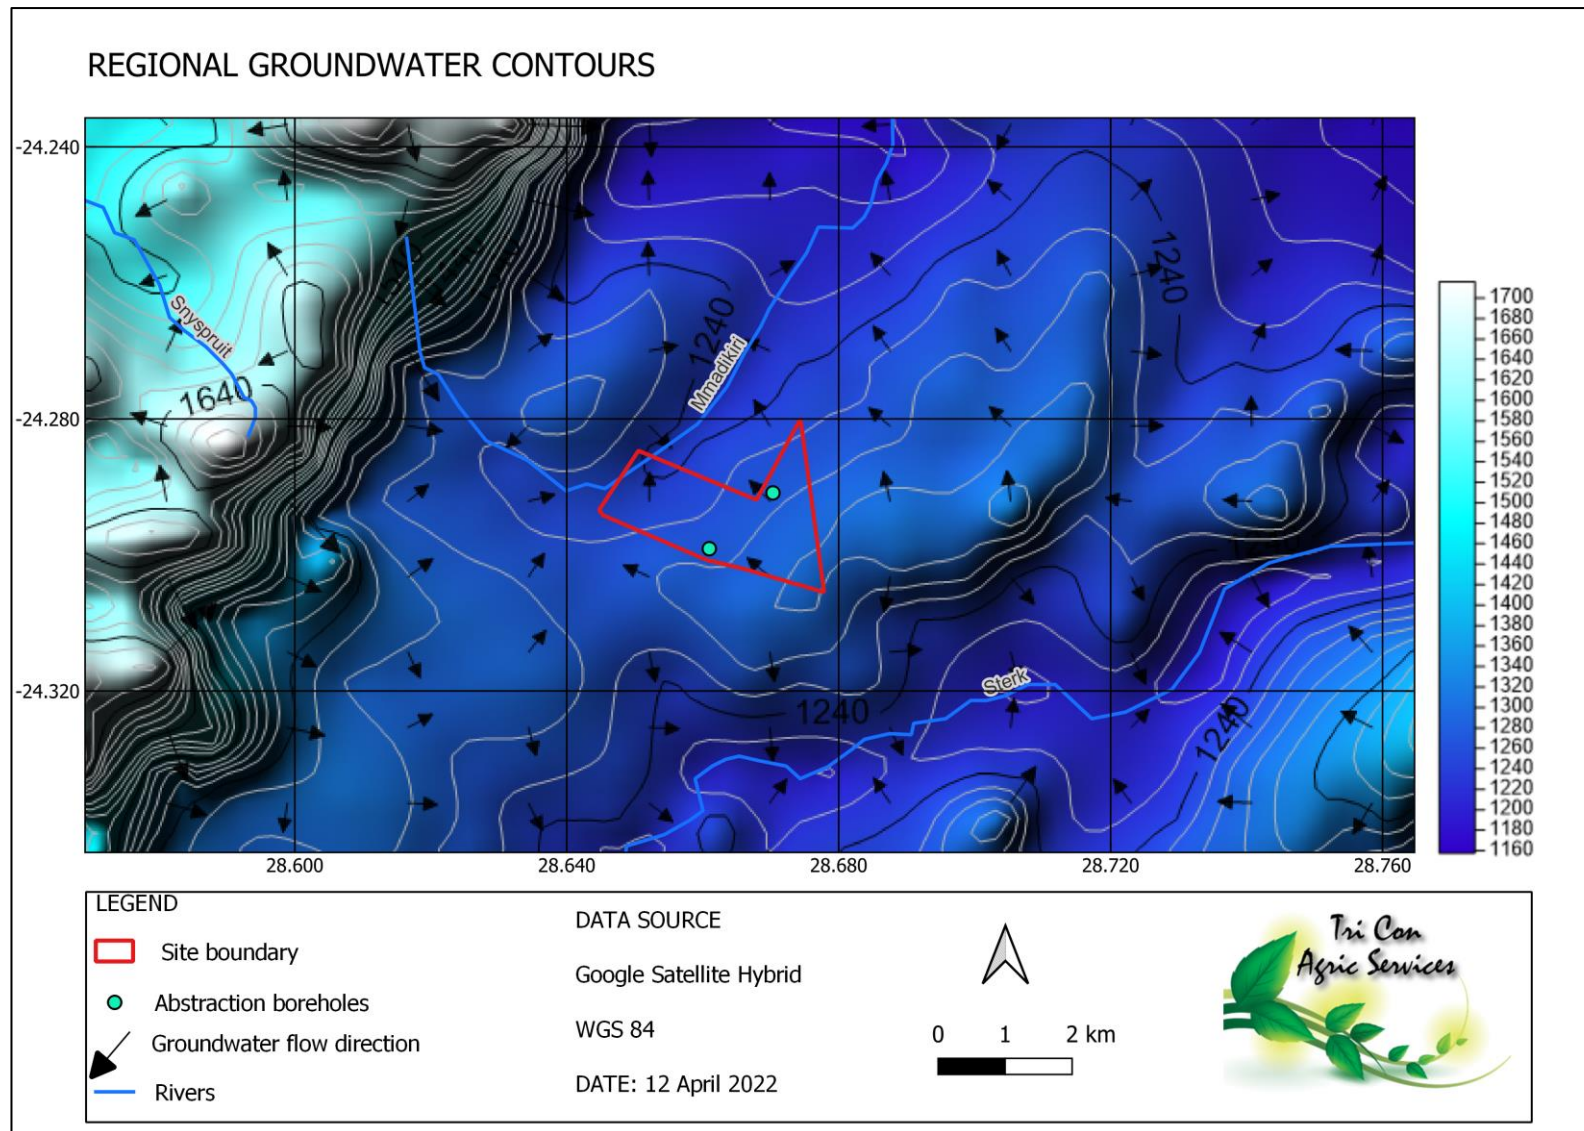 REGIONAL GROUNDWATER CONTOURS
-24.240
-24.280
-24.320
Snyspruit
1640
1240
Mmadikiri
1240
1240
Sterk
1240
28.600
28.640
28.680
28.720
28.760
1700
1680
1660
1640
1620
1600
1580
1560
1540
1520
1500
1480
1460
1440
1420
1400
1380
1360
1340
1320
1300
1280
1260
1240
1220
1200
1180
1160
LEGEND
Site boundary
Abstraction boreholes
Groundwater flow direction
Rivers
DATA SOURCE
Google Satellite Hybrid
WGS 84
DATE: 12 April 2022
0 1 2 km
Tri Con
Agric Services